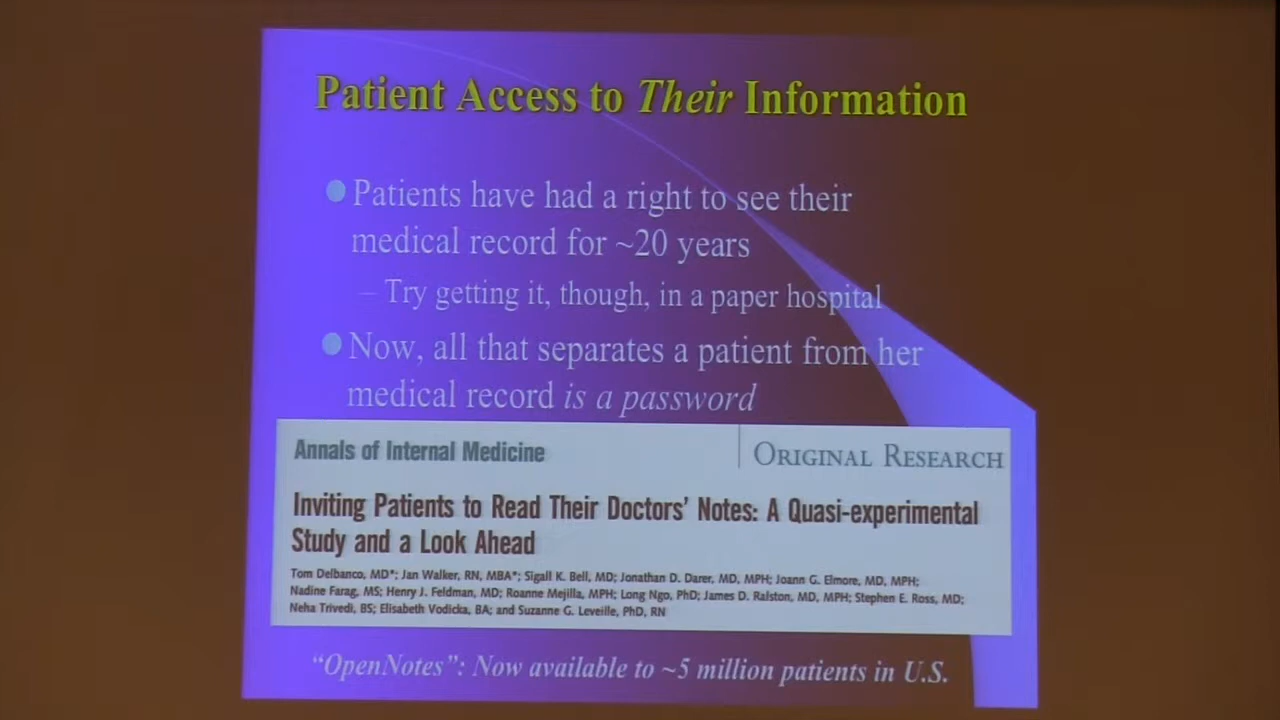 Patient Access to Their Information
Patients have had a right to see their
medical record for ~20 years
– Try getting it, though, in a paper hospital
Now, all that separates a patient from her
medical record is a password
Annals of Internal Medicine
ORIGINAL RESEARCH
Inviting Patients to Read Their Doctors' Notes: A Quasi-experimental
Study and a Look Ahead
Tom Delbanco, MD*; Jan Walker, RN, MBA*; Sigall K. Bell, MD; Jonathan D. Darer, MD, MPH; Joann G. Elmore, MD, MPH;
Nadine Farag, MS; Henry J. Feldman, MD; Roanne Mejilla, MPH; Long Ngo, PhD; James D. Ralston, MD, MPH; Stephen E. Ross, MD;
Neha Trivedi, BS; Elisabeth Vodicka, BA; and Suzanne G. Leveille, PhD, RN
“OpenNotes”: Now available to ~5 million patients in U.S.